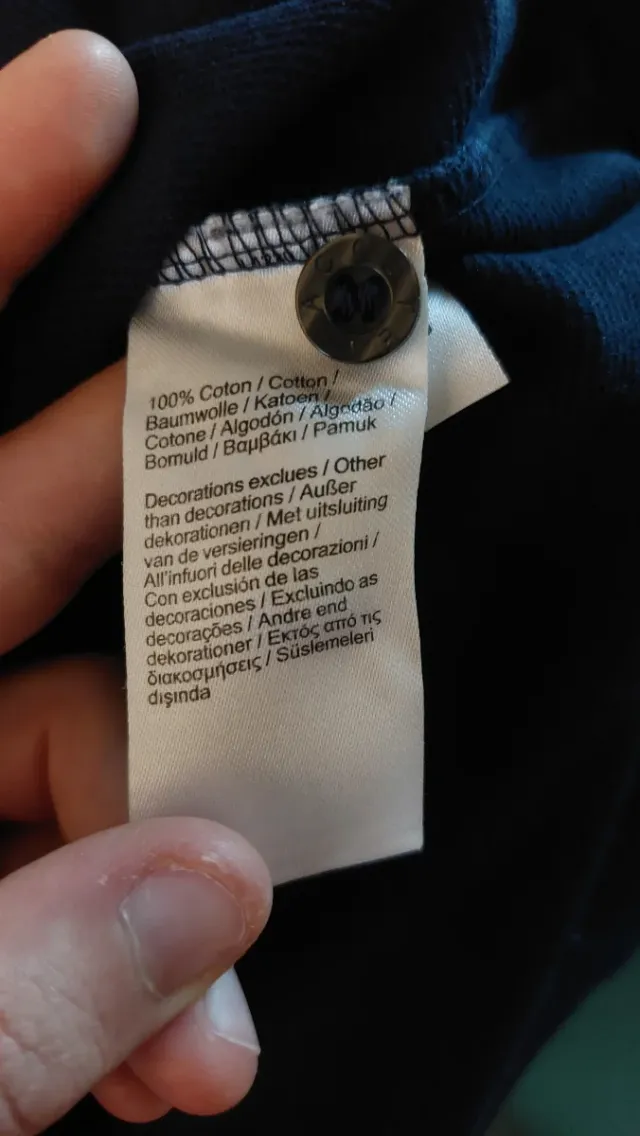 100% Coton / Cotton /
Baumwolle / Katoen /
Cotone / Algodón / Algodão /
Bomuld / Βαμβάκι / Pamuk
Decorations exclues / Other
than decorations / Außer
dekorationen / Met uitsluiting
van de versieringen /
All'infuori delle decorazioni /
Con exclusión de las
decoraciones / Excluindo as
decorações / Andre end
dekorationer / Εκτός από τις
διακοσμήσεις / Süslemeleri
dışında